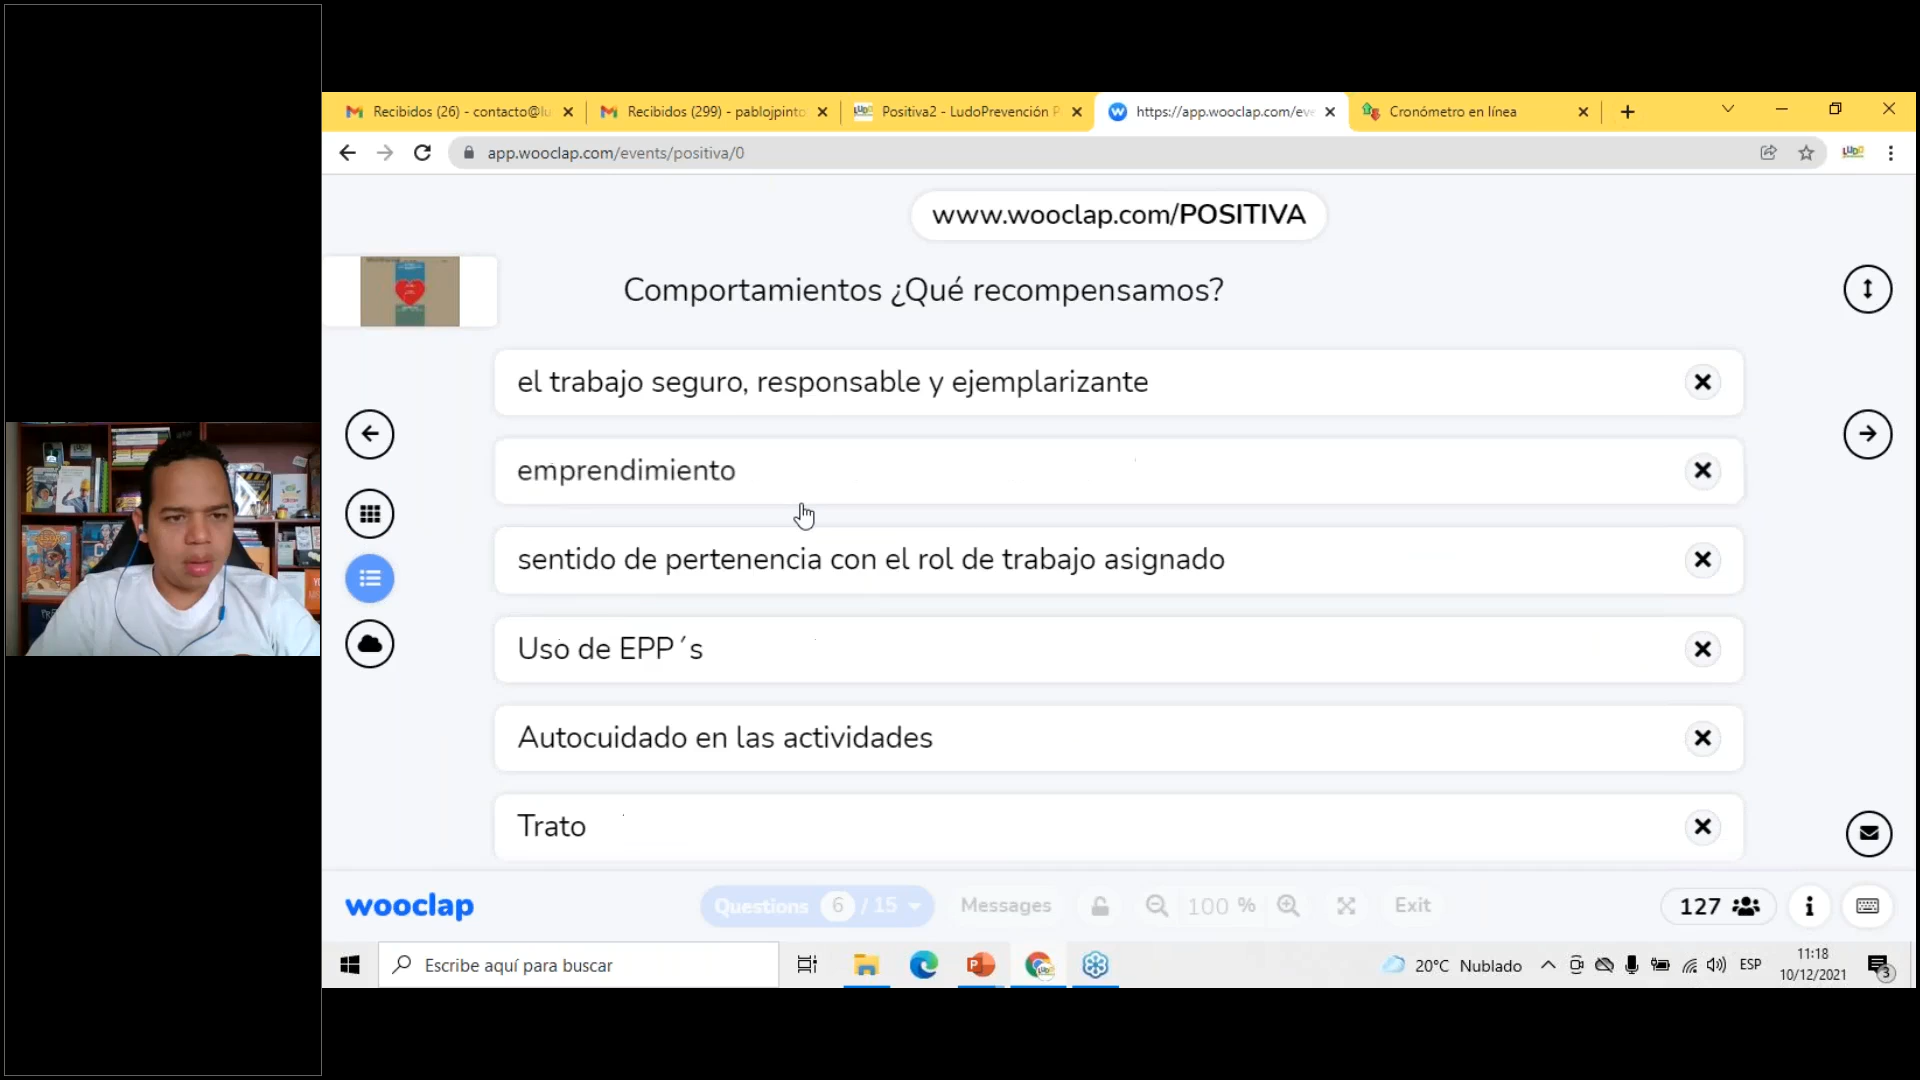 Recibidos (26) - contacto@lu
Recibidos (299) - pablojpinto
Positiva2 - LudoPrevención P
https://app.wooclap.com/eve
Cronómetro en línea
app.wooclap.com/events/positiva/0
www.wooclap.com/POSITIVA
Comportamientos ¿Qué recompensamos?
el trabajo seguro, responsable y ejemplarizante
emprendimiento
sentido de pertenencia con el rol de trabajo asignado
Uso de EPP´s
Autocuidado en las actividades
Trato
wooclap
Questions 6 / 15
Messages
100 %
Exit
127
Escribe aquí para buscar
20°C Nublado
ESP
11:18
10/12/2021
3